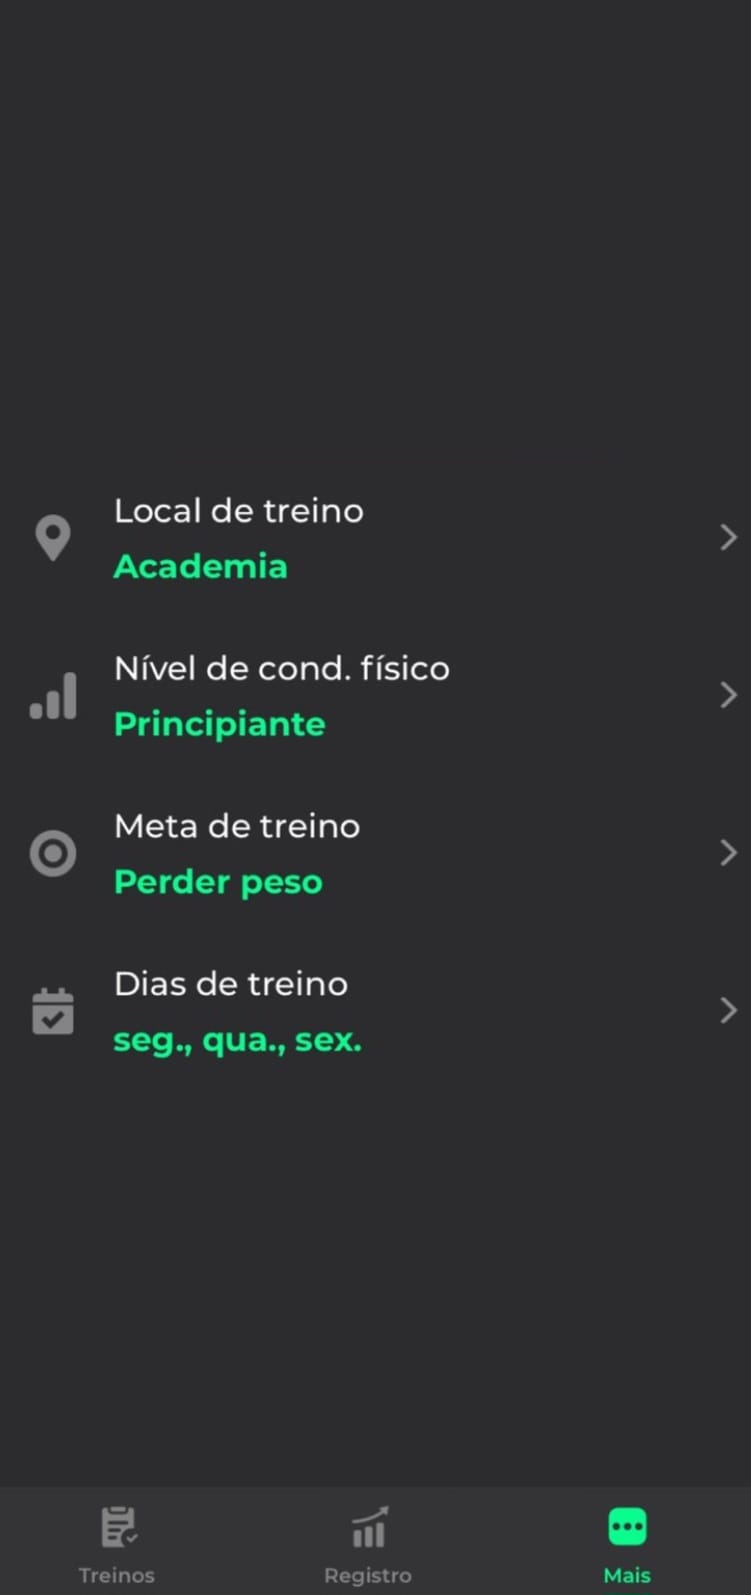 Local de treino
Academia
Nível de cond. físico
Principiante
Meta de treino
Perder peso
Dias de treino
seg., qua., sex.
Treinos
Registro
Mais